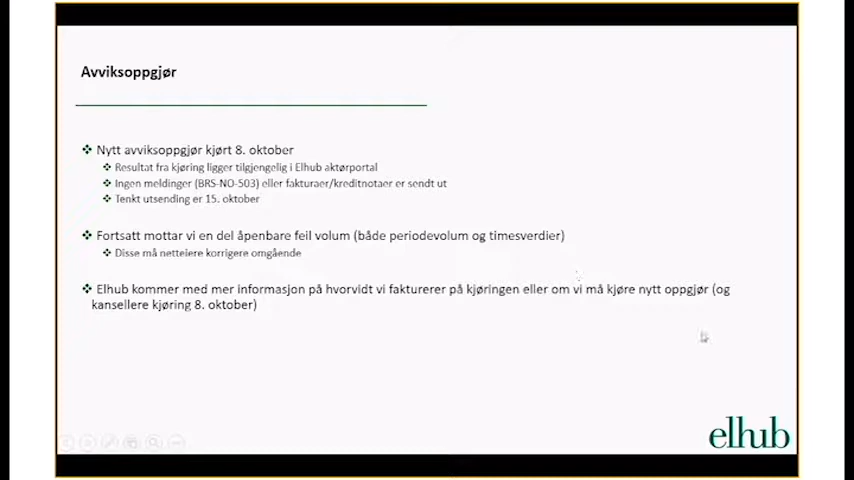 Avviksoppgjør
Nytt avviksoppgjør kjørt 8. oktober
Resultat fra kjøring ligger tilgjengelig i Elhub aktørportal
Ingen meldinger (BRS-NO-503) eller fakturaer/kreditnotaer er sendt ut
Tenkt utsending er 15. oktober
Fortsatt mottar vi en del åpenbare feil volum (både periodevolum og timesverdier)
Disse må netteiere korrigere omgående
Elhub kommer med mer informasjon på hvorvidt vi fakturerer på kjøringen eller om vi må kjøre nytt oppgjør (og
kansellere kjøring 8. oktober)
elhub